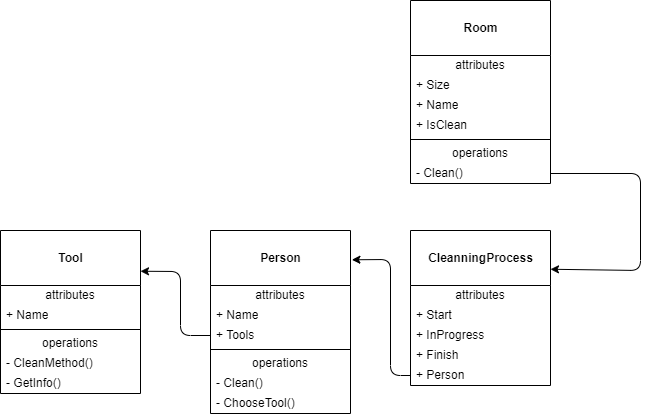 Room
attributes
+ Size
+ Name
+ IsClean
operations
- Clean()
Tool
attributes
+ Name
operations
- CleanMethod()
- GetInfo()
Person
attributes
+ Name
+ Tools
operations
- Clean()
- ChooseTool()
CleanningProcess
attributes
+ Start
+ InProgress
+ Finish
+ Person